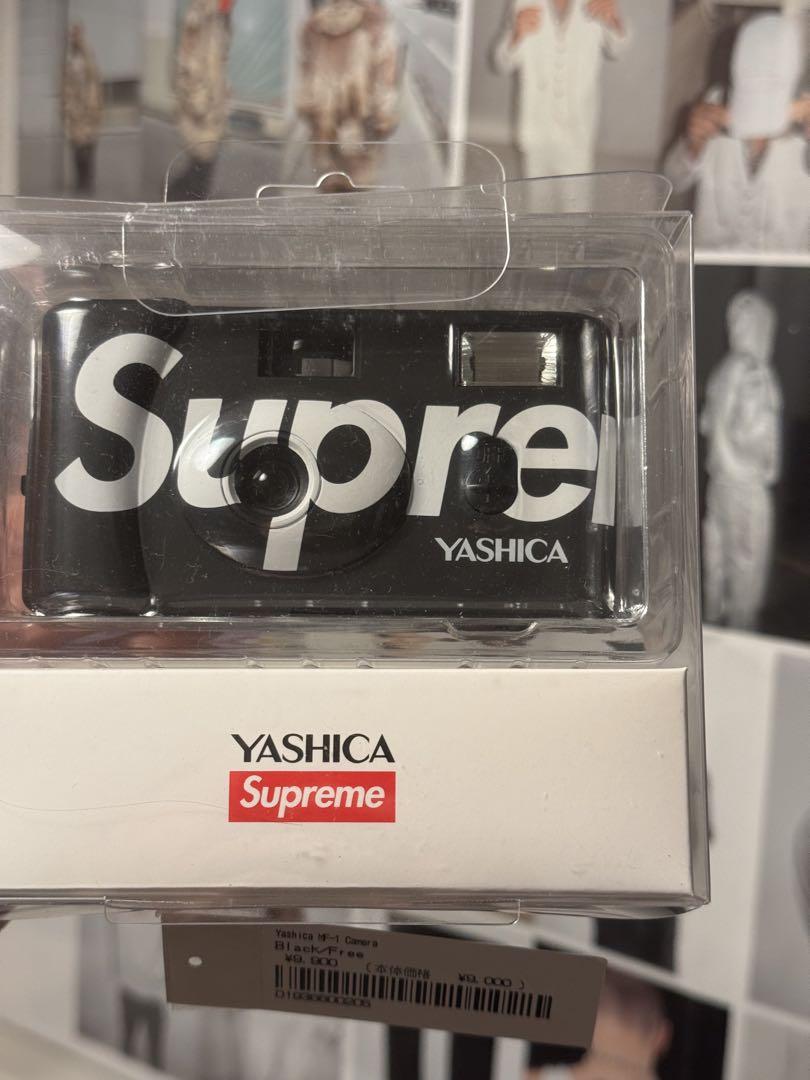 Supre
YASHICA
YASHICA
Supreme
Yashica MF-1 Camera
Black/Free
¥9,900 (本体価格 ¥9,000)